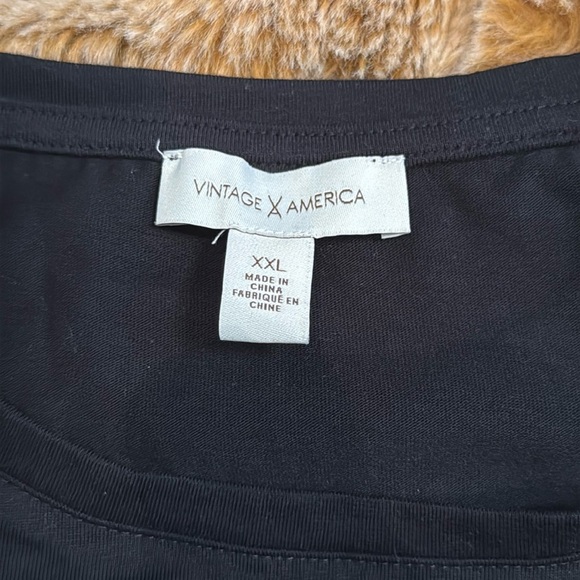 VINTAGE AMERICA
XXL
MADE IN
CHINA
FABRIQUÉ EN
CHINE